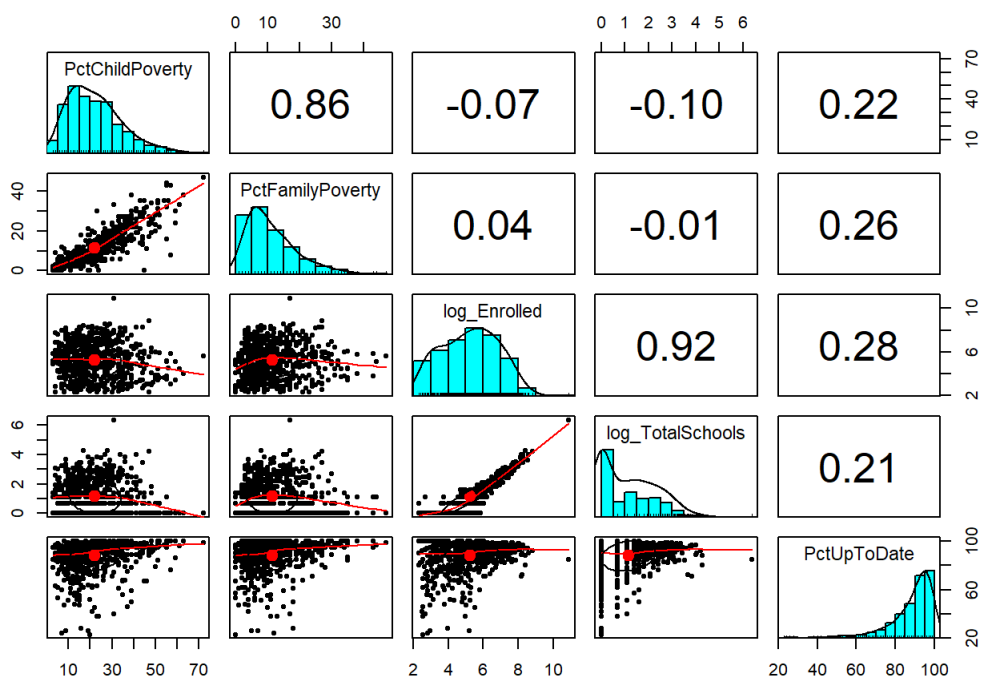 0 10 30 0 1 2 3 4 5 6
PctChildPoverty 0.86 -0.07 -0.10 0.22 10 40 70
0 20 40 PctFamilyPoverty 0.04 -0.01 0.26
log_Enrolled 0.92 0.28 2 6 10
0 2 4 6 log_TotalSchools 0.21
PctUpToDate 20 60 100
10 30 50 70 2 4 6 8 10 20 40 60 80 100